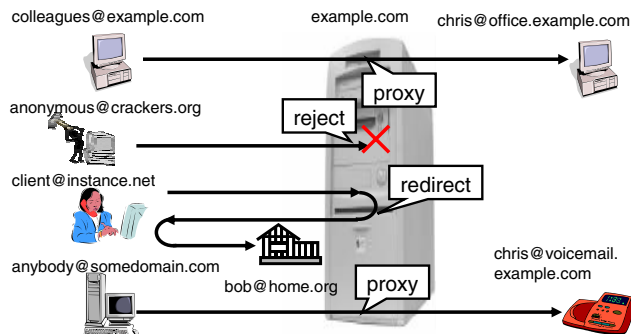 colleagues@example.com
example.com
chris@office.example.com
proxy
anonymous@crackers.org
reject
client@instance.net
redirect
anybody@somedomain.com
bob@home.org
proxy
chris@voicemail.
example.com